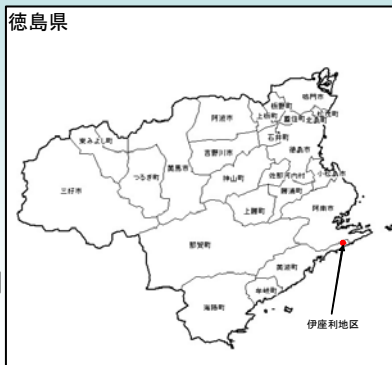 徳島県
鳴門市
板野町
松茂町
上板町
藍住町
北島町
阿波市
石井町
東みよし町
吉野川市
徳島市
美馬市
つるぎ町
神山町
佐那河内村
小松島市
三好市
勝浦町
上勝町
阿南市
那賀町
美波町
牟岐町
海陽町
伊座利地区